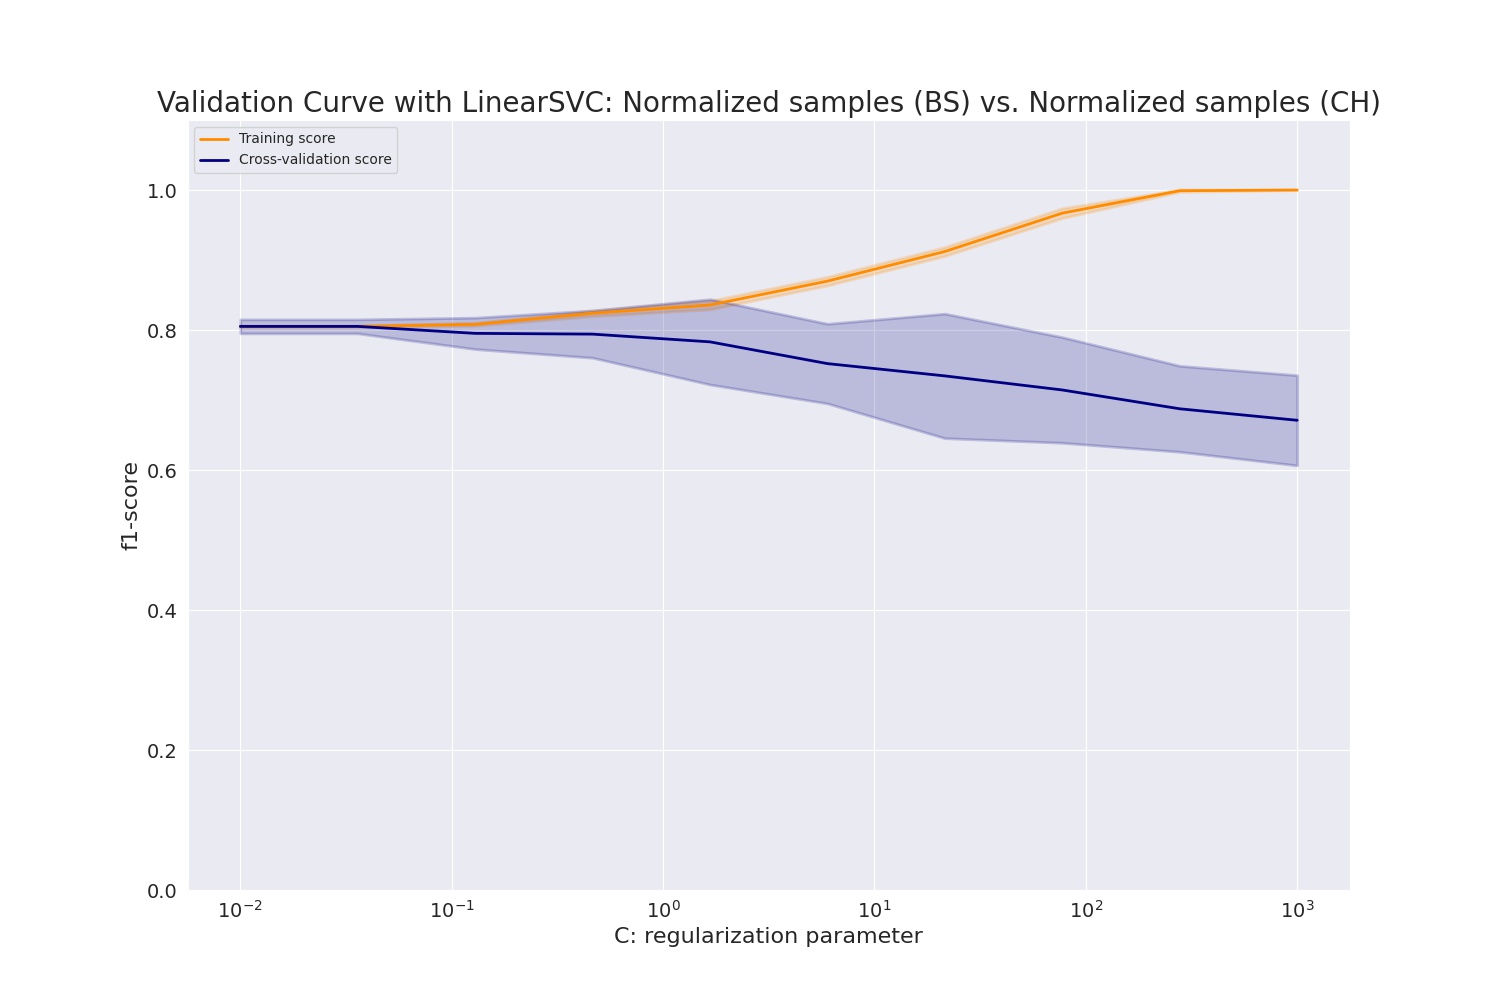 Validation Curve with LinearSVC: Normalized samples (BS) vs. Normalized samples (CH)
Training score
Cross-validation score
1.0
0.8
0.6
0.4
0.2
0.0
f1-score
10⁻² 10⁻¹ 10⁰ 10¹ 10² 10³
C: regularization parameter